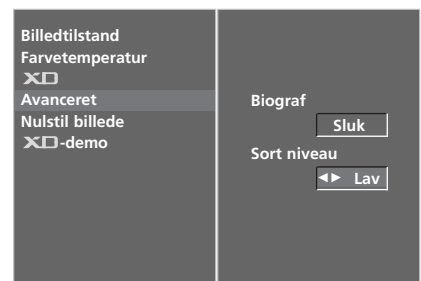 Billedtilstand
Farvetemperatur
XD
Avanceret
Nulstil billede
XD-demo
Biograf
Sluk
Sort niveau
◄► Lav